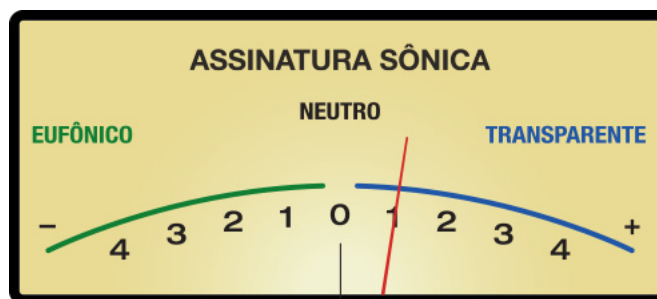 ASSINATURA SÔNICA
NEUTRO
EUFÔNICO TRANSPARENTE
− 4 3 2 1 0 1 2 3 4 +